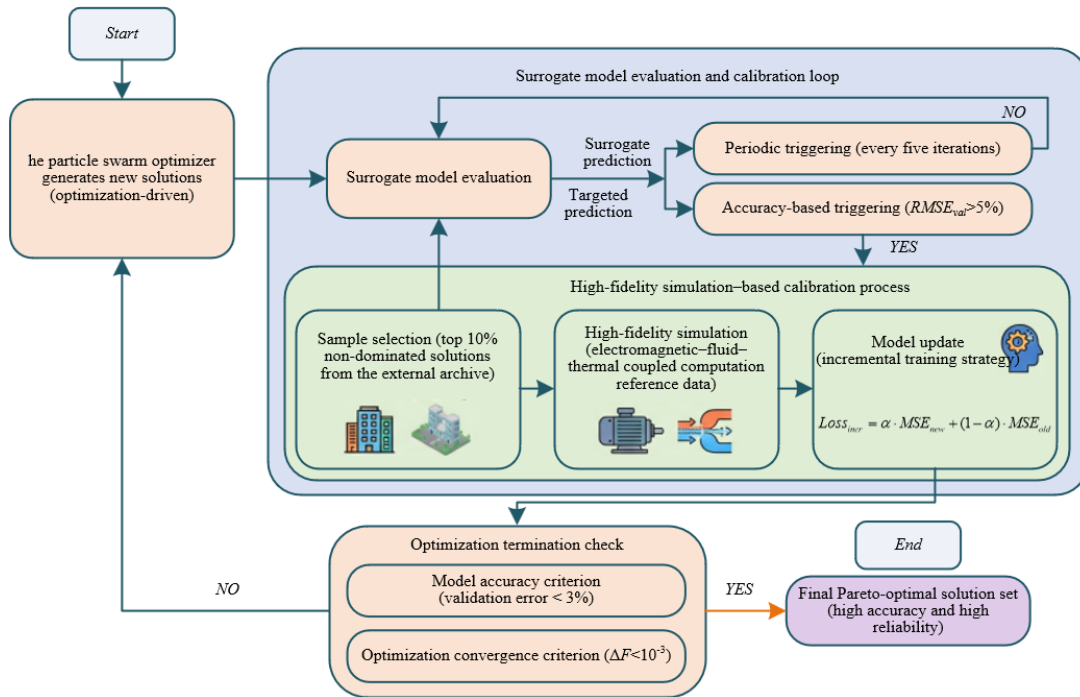 Start
he particle swarm optimizer
generates new solutions
(optimization-driven)
Surrogate model evaluation and calibration loop
NO
Surrogate model evaluation
Surrogate
prediction
Targeted
prediction
Periodic triggering (every five iterations)
Accuracy-based triggering (RMSEval>5%)
YES
High-fidelity simulation–based calibration process
Sample selection (top 10%
non-dominated solutions
from the external archive)
High-fidelity simulation
(electromagnetic–fluid–
thermal coupled computation
reference data)
Model update
(incremental training strategy)
Lossincr = α · MSEnew + (1−α) · MSEold
Optimization termination check
Model accuracy criterion
(validation error < 3%)
Optimization convergence criterion (ΔF<10⁻³)
NO
YES
End
Final Pareto-optimal solution set
(high accuracy and high
reliability)